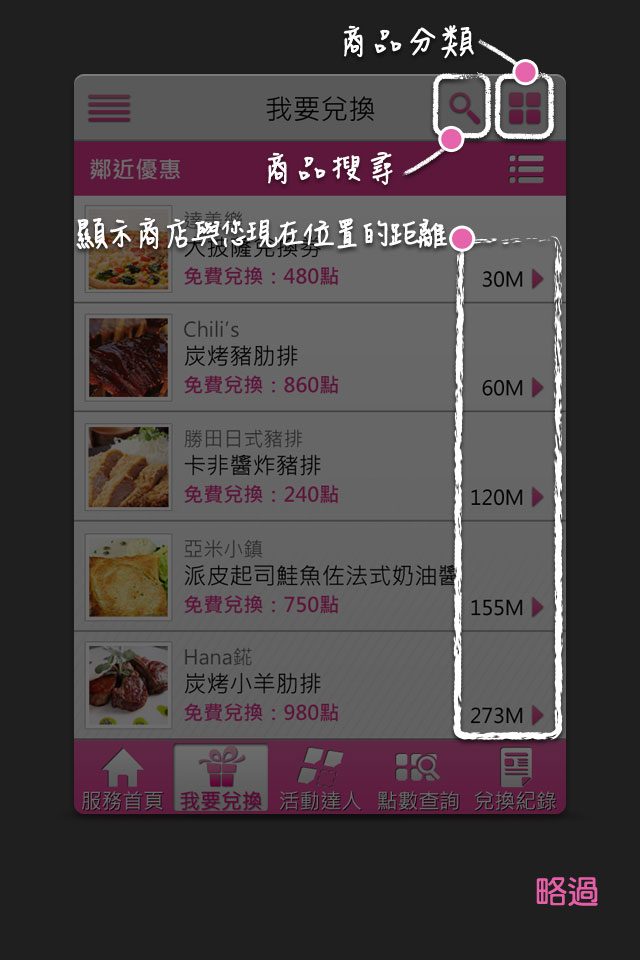 商品分類
我要兌換
商品搜尋
鄰近優惠
達美樂
顯示商店與您現在位置的距離
大披薩兌換券
免費兌換：480點
30M
Chili's
炭烤豬肋排
免費兌換：860點
60M
勝田日式豬排
卡非醬炸豬排
免費兌換：240點
120M
亞米小鎮
派皮起司鮭魚佐法式奶油醬
免費兌換：750點
155M
Hana錵
炭烤小羊肋排
免費兌換：980點
273M
服務首頁 我要兌換 活動達人 點數查詢 兌換紀錄
略過